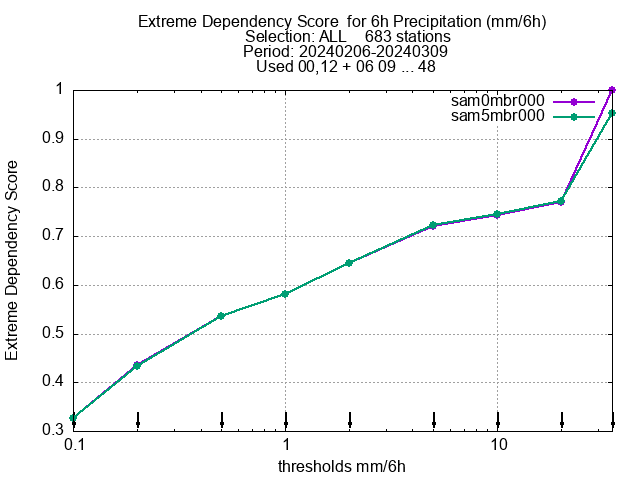 Extreme Dependency Score  for 6h Precipitation (mm/6h)
Selection: ALL    683 stations
Period: 20240206-20240309
Used 00,12 + 06 09 ... 48
sam0mbr000
sam5mbr000
1
0.9
0.8
0.7
0.6
0.5
0.4
0.3
Extreme Dependency Score
0.1 1 10
thresholds mm/6h